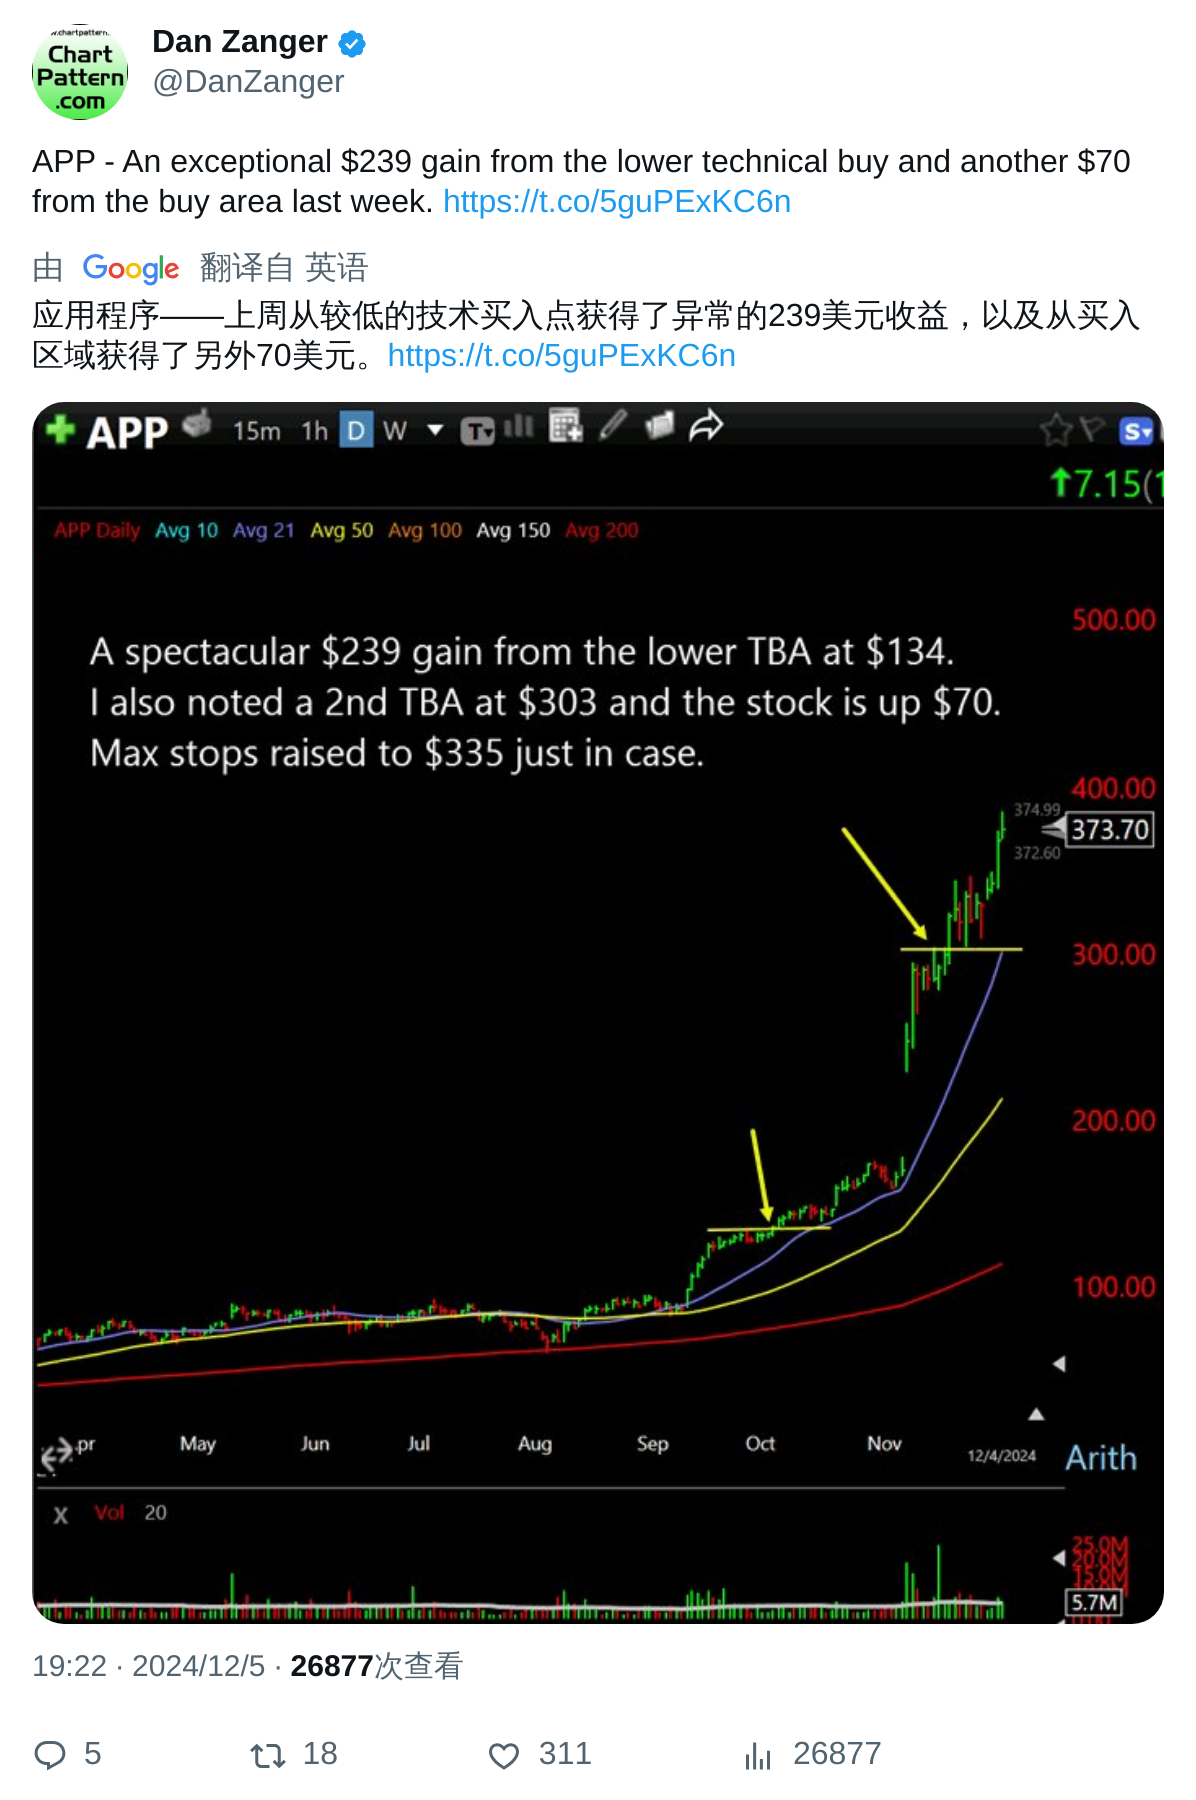 w.chartpattern.
Chart
Pattern
.com
Dan Zanger
@DanZanger
APP - An exceptional $239 gain from the lower technical buy and another $70
from the buy area last week. https://t.co/5guPExKC6n
由 Google 翻译自 英语
应用程序——上周从较低的技术买入点获得了异常的239美元收益，以及从买入
区域获得了另外70美元。https://t.co/5guPExKC6n
APP 15m 1h D W T S
7.15(1
APP Daily Avg 10 Avg 21 Avg 50 Avg 100 Avg 150 Avg 200
500.00
A spectacular $239 gain from the lower TBA at $134.
I also noted a 2nd TBA at $303 and the stock is up $70.
Max stops raised to $335 just in case.
400.00
374.99
373.70
372.60
300.00
200.00
100.00
pr May Jun Jul Aug Sep Oct Nov 12/4/2024 Arith
X Vol 20
25.0M
20.0M
15.0M
5.7M
19:22 · 2024/12/5 · 26877次查看
5 18 311 26877